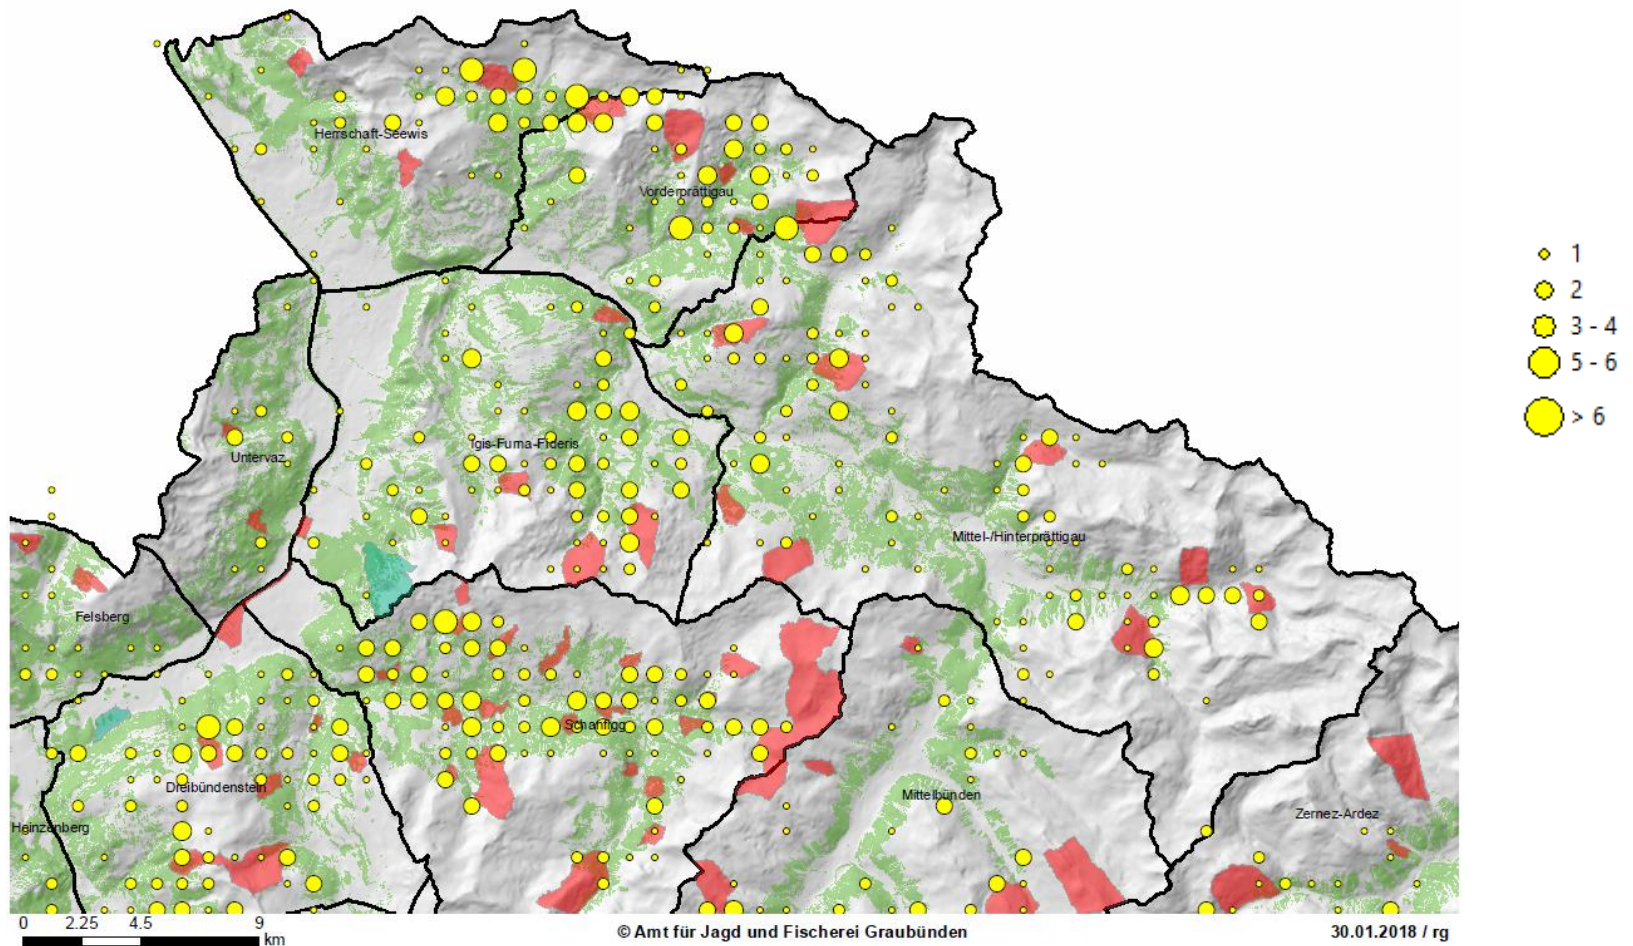 Herrschaft-Seewis
Vorderprättigau
1
2
3 - 4
5 - 6
> 6
Igis-Furna-Fideris
Untervaz
Mittel-/Hinterprättigau
Felsberg
Schanfigg
Dreibündenstein
Mittelbünden
Heinzenberg
Zernez-Ardez
0 2.25 4.5 9
km
© Amt für Jagd und Fischerei Graubünden
30.01.2018 / rg